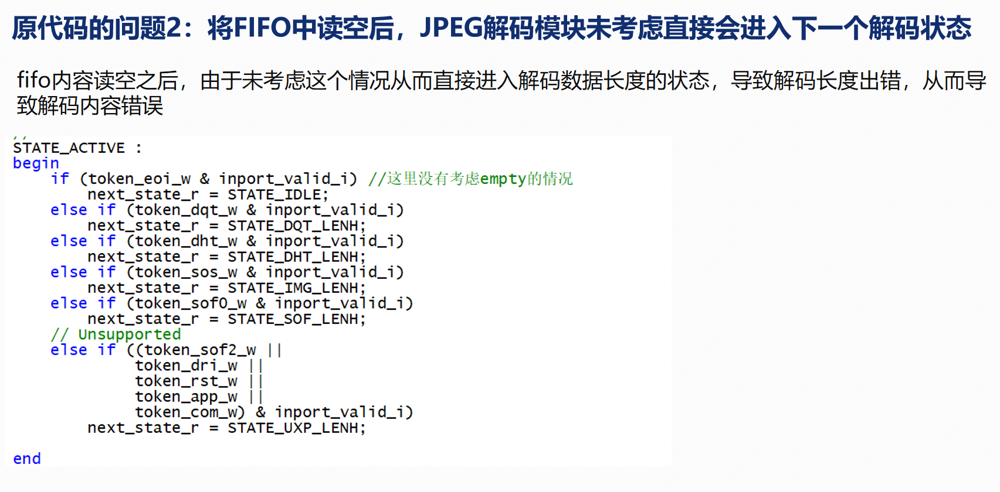 原代码的问题2：将FIFO中读空后，JPEG解码模块未考虑直接会进入下一个解码状态
fifo内容读空之后，由于未考虑这个情况从而直接进入解码数据长度的状态，导致解码长度出错，从而导
致解码内容错误
//
STATE_ACTIVE :
begin
    if (token_eoi_w & inport_valid_i) //这里没有考虑empty的情况
        next_state_r = STATE_IDLE;
    else if (token_dqt_w & inport_valid_i)
        next_state_r = STATE_DQT_LENH;
    else if (token_dht_w & inport_valid_i)
        next_state_r = STATE_DHT_LENH;
    else if (token_sos_w & inport_valid_i)
        next_state_r = STATE_IMG_LENH;
    else if (token_sof0_w & inport_valid_i)
        next_state_r = STATE_SOF_LENH;
    // Unsupported
    else if ((token_sof2_w ||
             token_dri_w ||
             token_rst_w ||
             token_app_w ||
             token_com_w) & inport_valid_i)
        next_state_r = STATE_UXP_LENH;
end